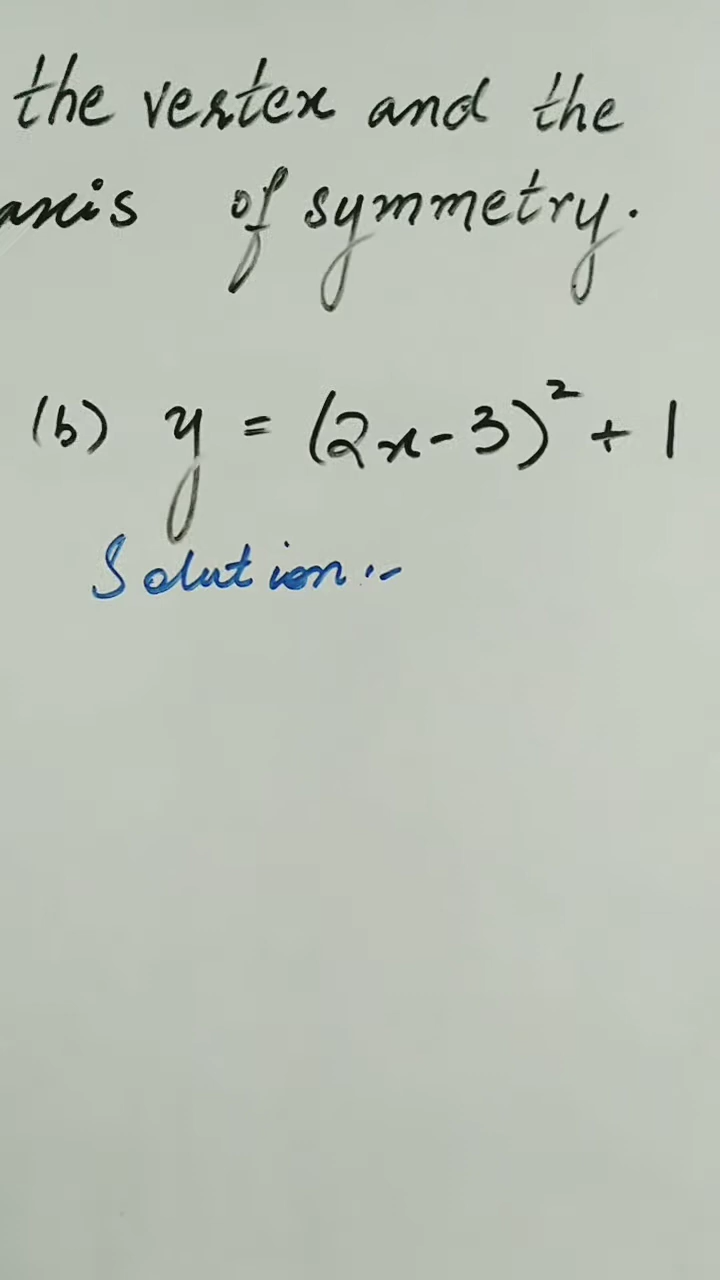 the vertex and the
axis of symmetry.
(b) y = (2x-3)² + 1
Solution:-